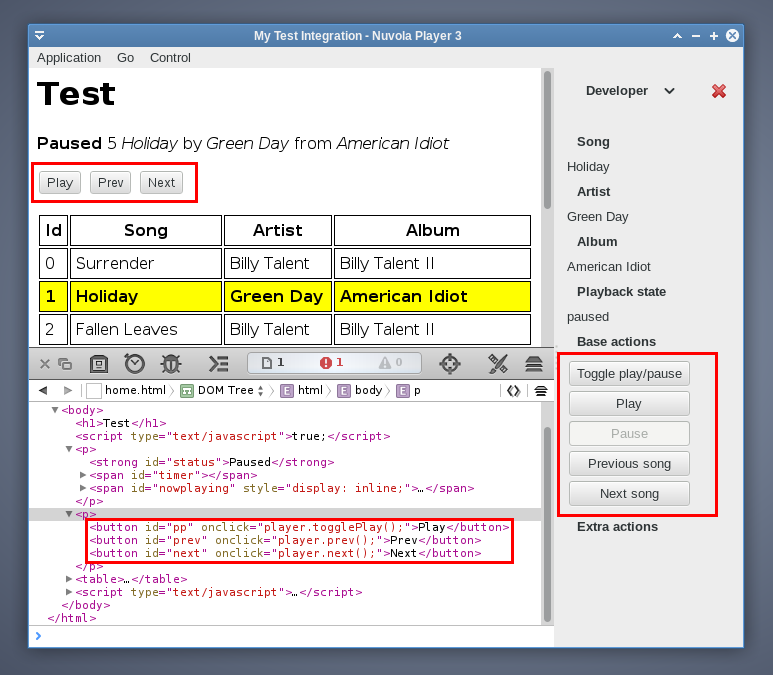 My Test Integration - Nuvola Player 3
Application Go Control
Test
Paused 5 Holiday by Green Day from American Idiot
Play Prev Next
Id Song Artist Album
0 Surrender Billy Talent Billy Talent II
1 Holiday Green Day American Idiot
2 Fallen Leaves Billy Talent Billy Talent II
1 1 0
home.html DOM Tree E html E body E p
<body>
<h1>Test</h1>
<script type="text/javascript">true;</script>
<p>
<strong id="status">Paused</strong>
<span id="timer"></span>
<span id="nowplaying" style="display: inline;">…</span>
</p>
<p>
<button id="pp" onclick="player.togglePlay();">Play</button>
<button id="prev" onclick="player.prev();">Prev</button>
<button id="next" onclick="player.next();">Next</button>
</p>
<table>…</table>
<script type="text/javascript">…</script>
</body>
</html>
Developer
Song
Holiday
Artist
Green Day
Album
American Idiot
Playback state
paused
Base actions
Toggle play/pause
Play
Pause
Previous song
Next song
Extra actions